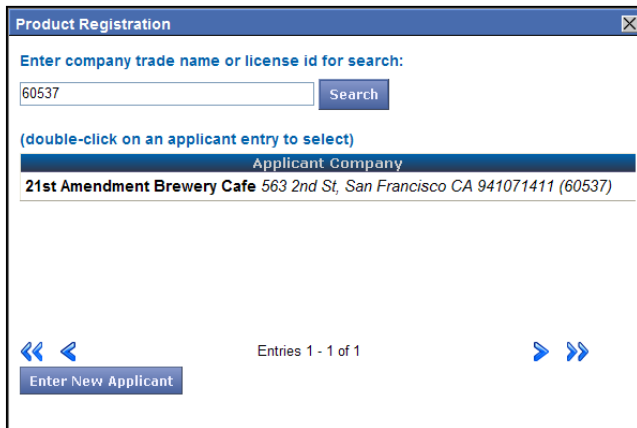 Product Registration
Enter company trade name or license id for search:
60537
Search
(double-click on an applicant entry to select)
Applicant Company
21st Amendment Brewery Cafe 563 2nd St, San Francisco CA 941071411 (60537)
Entries 1 - 1 of 1
Enter New Applicant